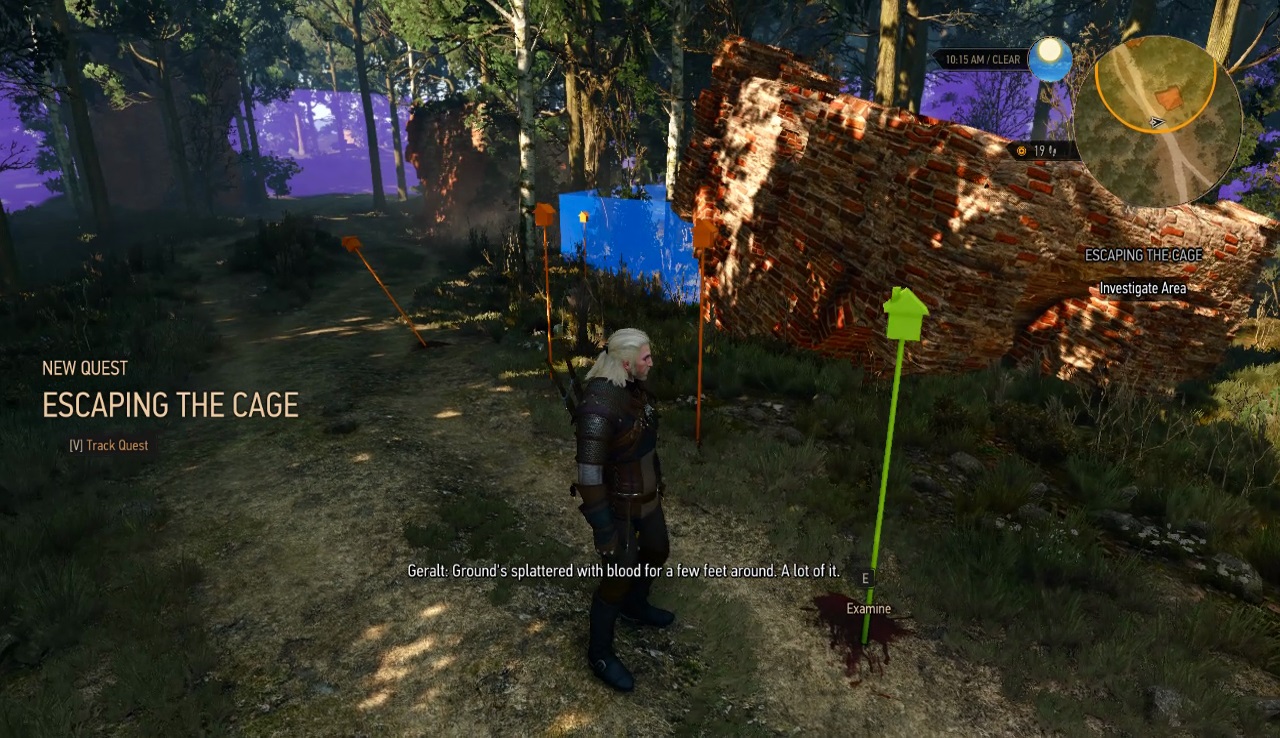 10:15 AM / CLEAR
19
ESCAPING THE CAGE
Investigate Area
NEW QUEST
ESCAPING THE CAGE
[V] Track Quest
Geralt: Ground's splattered with blood for a few feet around. A lot of it.
E
Examine